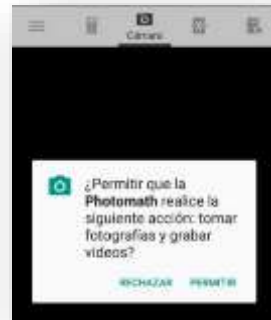 Cámara
¿Permitir que la
Photomath realice la
siguiente acción: tomar
fotografías y grabar
videos?
RECHAZAR PERMITIR